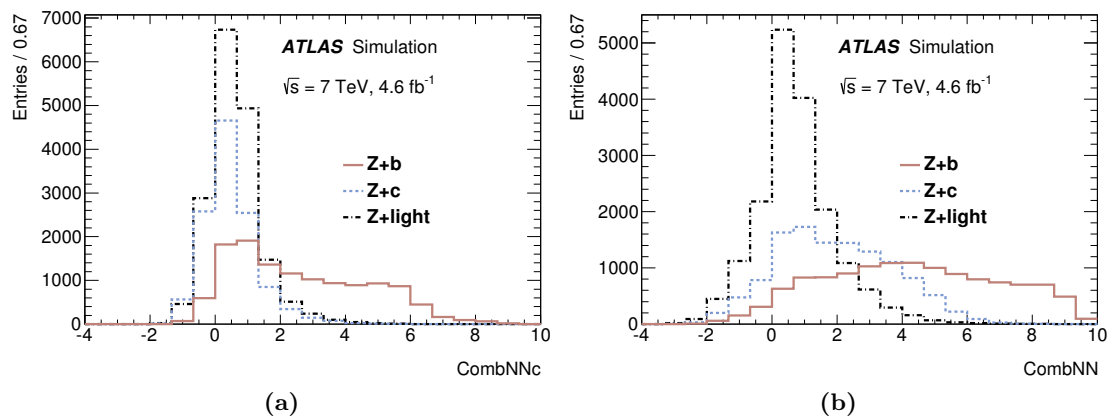 Entries / 0.67
7000
6000
5000
4000
3000
2000
1000
0
ATLAS Simulation
√s = 7 TeV, 4.6 fb⁻¹
Z+b
Z+c
Z+light
-4 -2 0 2 4 6 8 10
CombNNc
(a)
Entries / 0.67
5000
4000
3000
2000
1000
0
ATLAS Simulation
√s = 7 TeV, 4.6 fb⁻¹
Z+b
Z+c
Z+light
-4 -2 0 2 4 6 8 10
CombNN
(b)